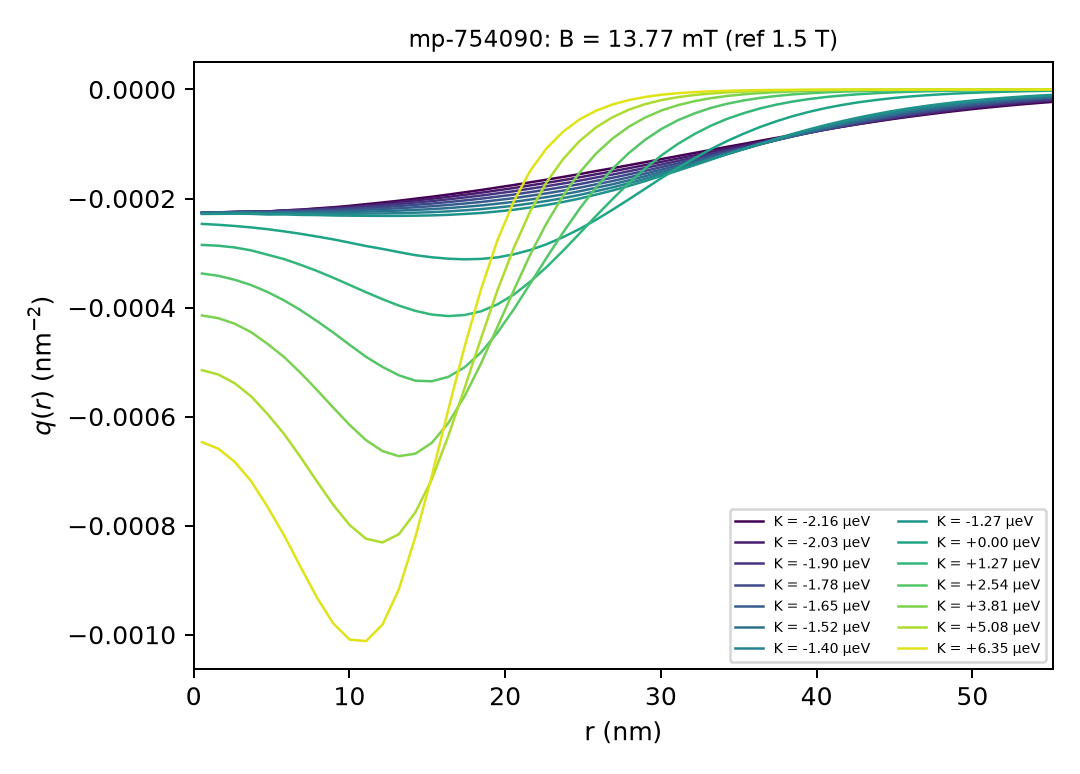 mp-754090: B = 13.77 mT (ref 1.5 T)
q(r) (nm⁻²)
0.0000
−0.0002
−0.0004
−0.0006
−0.0008
−0.0010
K = -2.16 μeV
K = -2.03 μeV
K = -1.90 μeV
K = -1.78 μeV
K = -1.65 μeV
K = -1.52 μeV
K = -1.40 μeV
K = -1.27 μeV
K = +0.00 μeV
K = +1.27 μeV
K = +2.54 μeV
K = +3.81 μeV
K = +5.08 μeV
K = +6.35 μeV
0 10 20 30 40 50
r (nm)